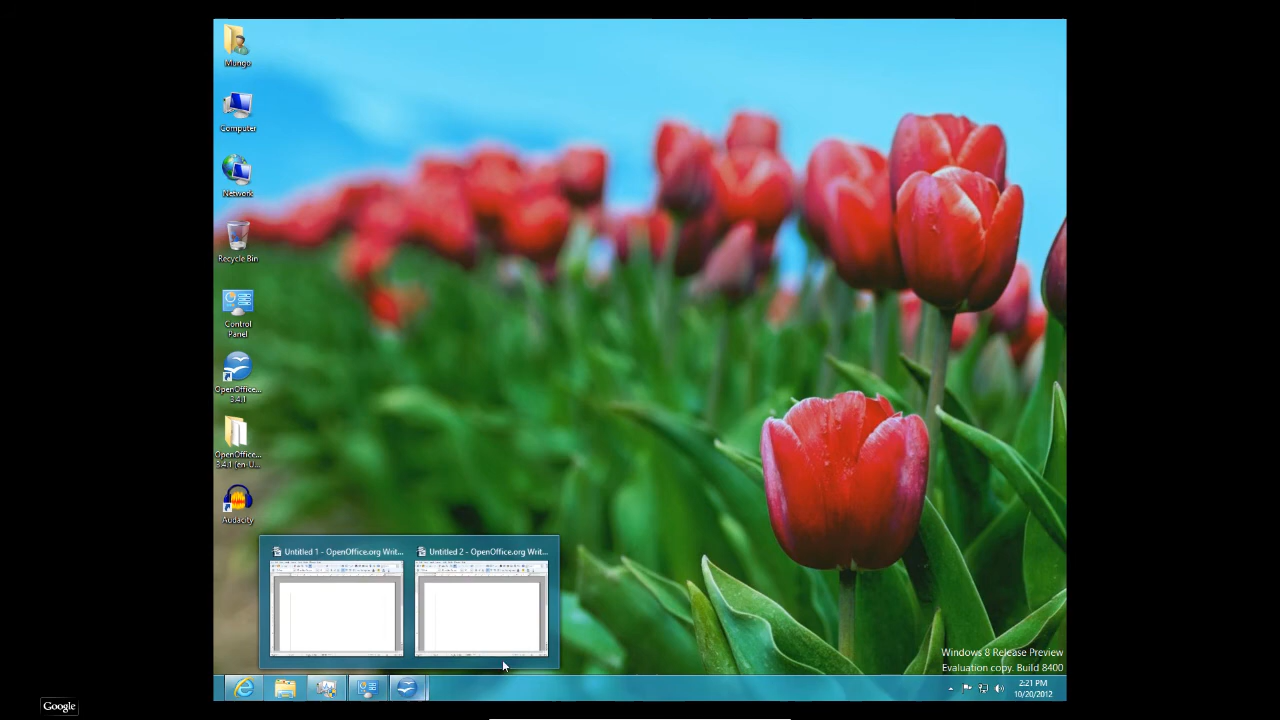 Mungo
Computer
Network
Recycle Bin
Control
Panel
OpenOffice...
3.4.1
OpenOffice...
3.4.1 (en-U...
Audacity
Untitled 1 - OpenOffice.org Writ...
Untitled 2 - OpenOffice.org Writ...
Windows 8 Release Preview
Evaluation copy. Build 8400
2:21 PM
10/20/2012
Google